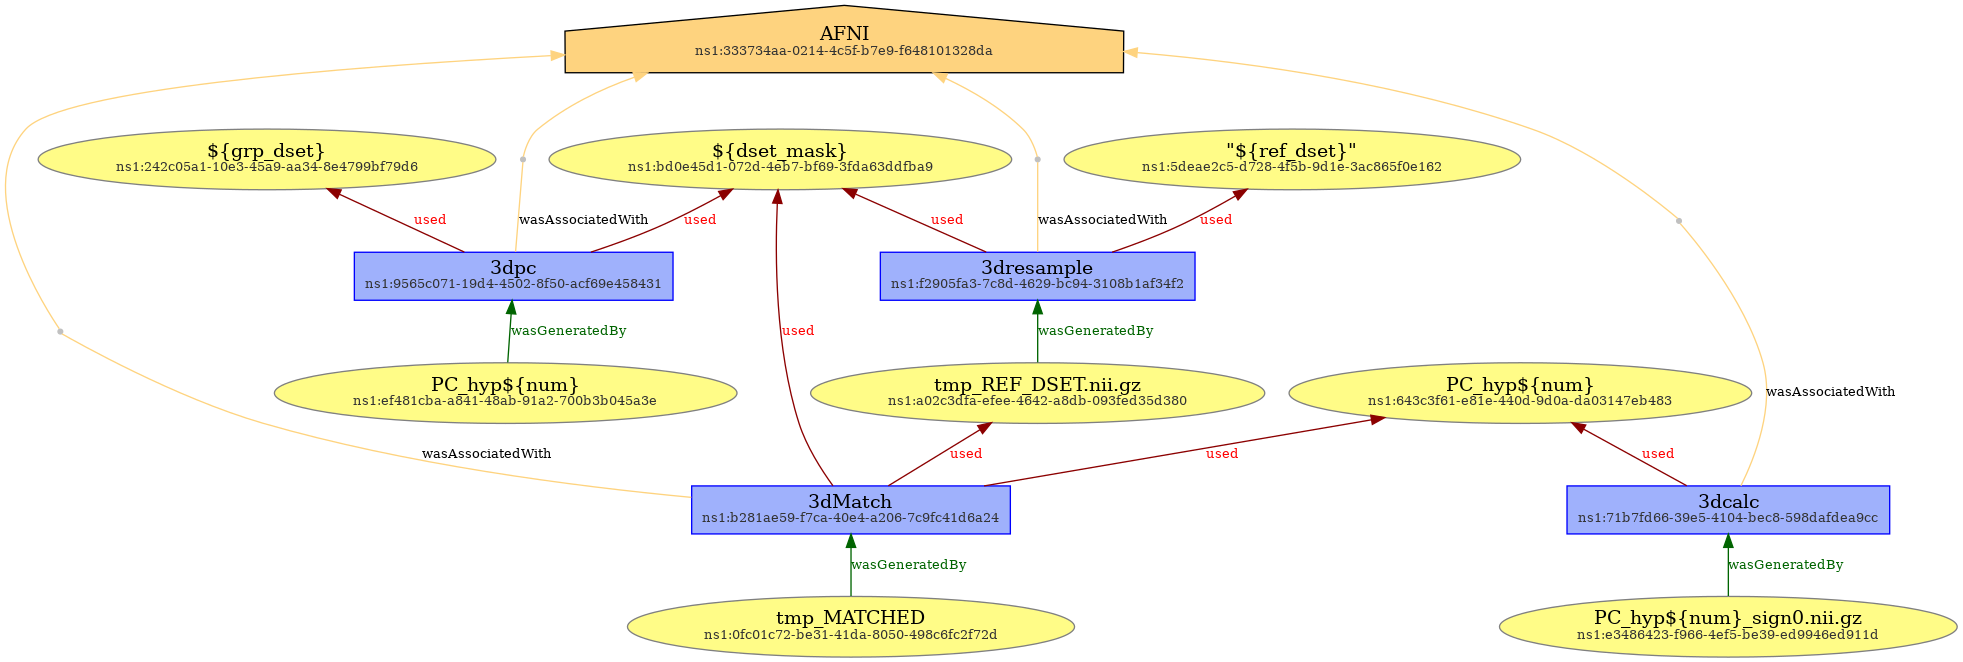 AFNI
ns1:333734aa-0214-4c5f-b7e9-f648101328da
${grp_dset}
ns1:242c05a1-10e3-45a9-aa34-8e4799bf79d6
${dset_mask}
ns1:bd0e45d1-072d-4eb7-bf69-3fda63ddfba9
"${ref_dset}"
ns1:5deae2c5-d728-4f5b-9d1e-3ac865f0e162
used
wasAssociatedWith
used
used
wasAssociatedWith
used
3dpc
ns1:9565c071-19d4-4502-8f50-acf69e458431
3dresample
ns1:f2905fa3-7c8d-4629-bc94-3108b1af34f2
wasGeneratedBy
used
wasGeneratedBy
PC_hyp${num}
ns1:ef481cba-a841-48ab-91a2-700b3b045a3e
tmp_REF_DSET.nii.gz
ns1:a02c3dfa-efee-4642-a8db-093fed35d380
PC_hyp${num}
ns1:643c3f61-e81e-440d-9d0a-da03147eb483
wasAssociatedWith
wasAssociatedWith
used
used
used
3dMatch
ns1:b281ae59-f7ca-40e4-a206-7c9fc41d6a24
3dcalc
ns1:71b7fd66-39e5-4104-bec8-598dafdea9cc
wasGeneratedBy
wasGeneratedBy
tmp_MATCHED
ns1:0fc01c72-be31-41da-8050-498c6fc2f72d
PC_hyp${num}_sign0.nii.gz
ns1:e3486423-f966-4ef5-be39-ed9946ed911d